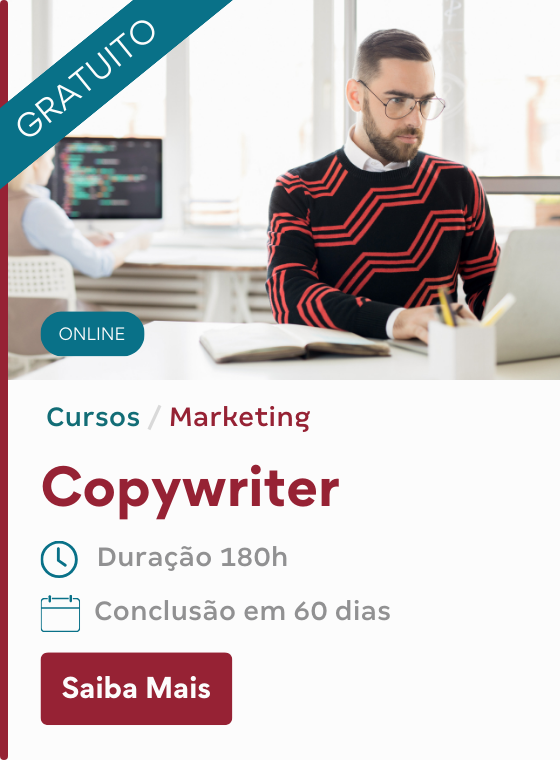 GRATUITO
ONLINE
Cursos / Marketing
Copywriter
Duração 180h
Conclusão em 60 dias
Saiba Mais